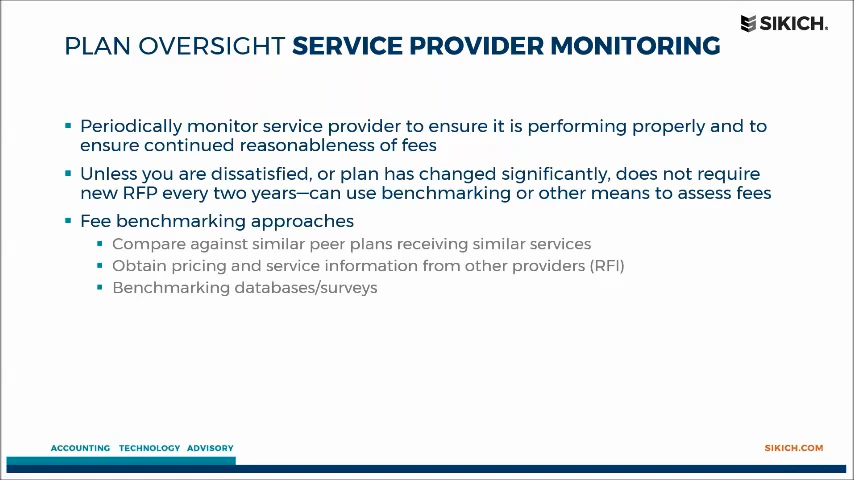 SIKICH.
PLAN OVERSIGHT SERVICE PROVIDER MONITORING
▪ Periodically monitor service provider to ensure it is performing properly and to
ensure continued reasonableness of fees
▪ Unless you are dissatisfied, or plan has changed significantly, does not require
new RFP every two years—can use benchmarking or other means to assess fees
▪ Fee benchmarking approaches
▪ Compare against similar peer plans receiving similar services
▪ Obtain pricing and service information from other providers (RFI)
▪ Benchmarking databases/surveys
ACCOUNTING TECHNOLOGY ADVISORY
SIKICH.COM